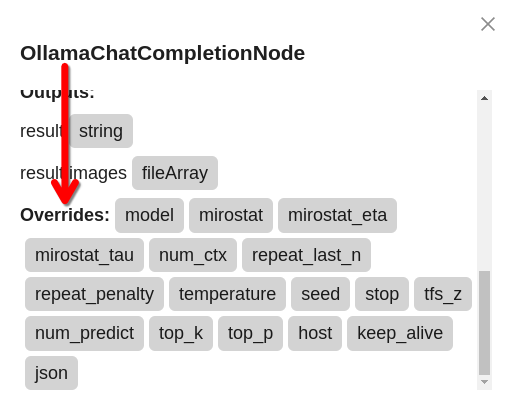 OllamaChatCompletionNode
Outputs:
result string
result images fileArray
Overrides: model mirostat mirostat_eta
mirostat_tau num_ctx repeat_last_n
repeat_penalty temperature seed stop tfs_z
num_predict top_k top_p host keep_alive
json